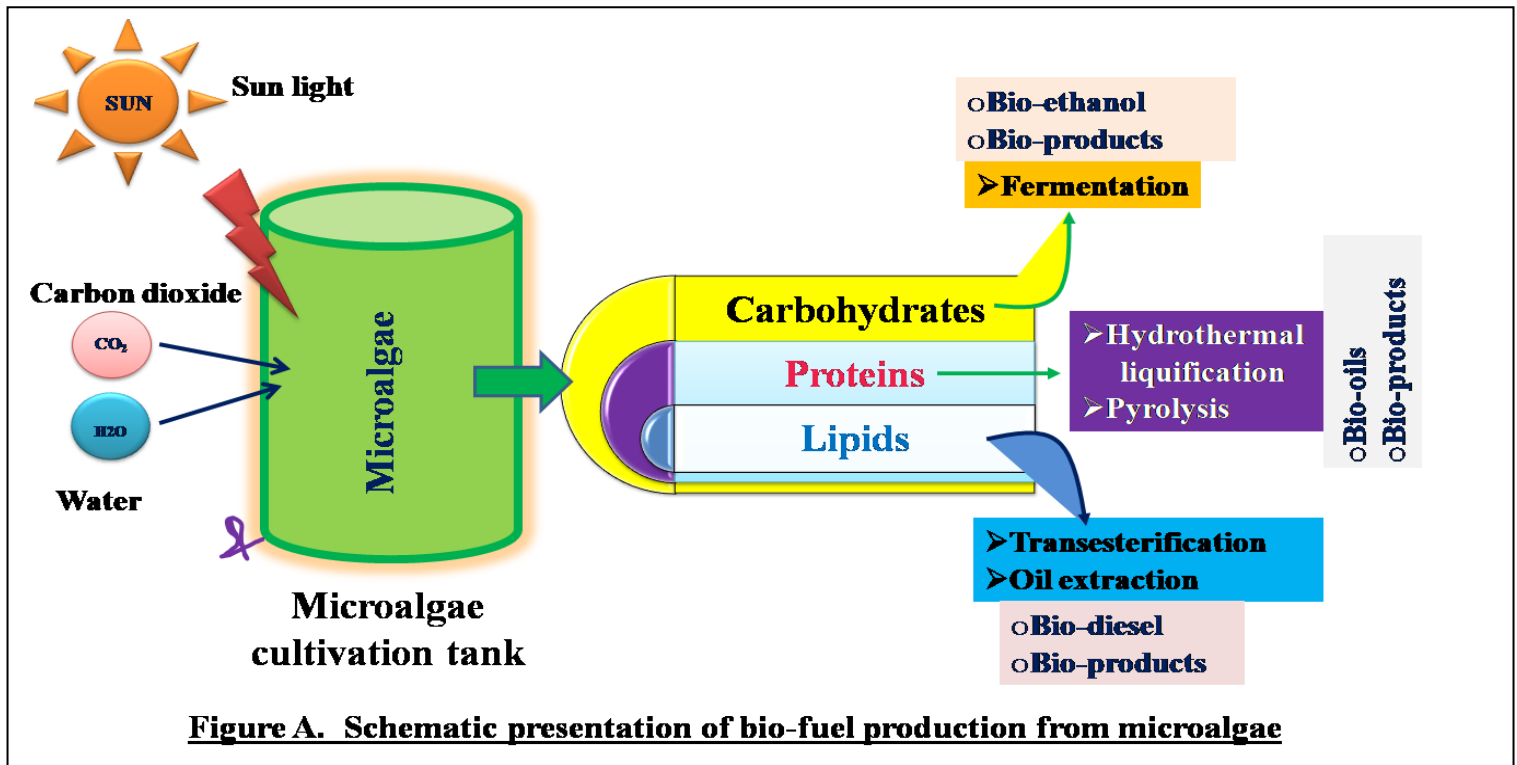 SUN
Sun light
Carbon dioxide
CO₂
H2O
Water
Microalgae
Microalgae
cultivation tank
oBio-ethanol
oBio-products
➢Fermentation
Carbohydrates
Proteins
Lipids
➢Hydrothermal
liquification
➢Pyrolysis
oBio-oils
oBio-products
➢Transesterification
➢Oil extraction
oBio-diesel
oBio-products
Figure A. Schematic presentation of bio-fuel production from microalgae